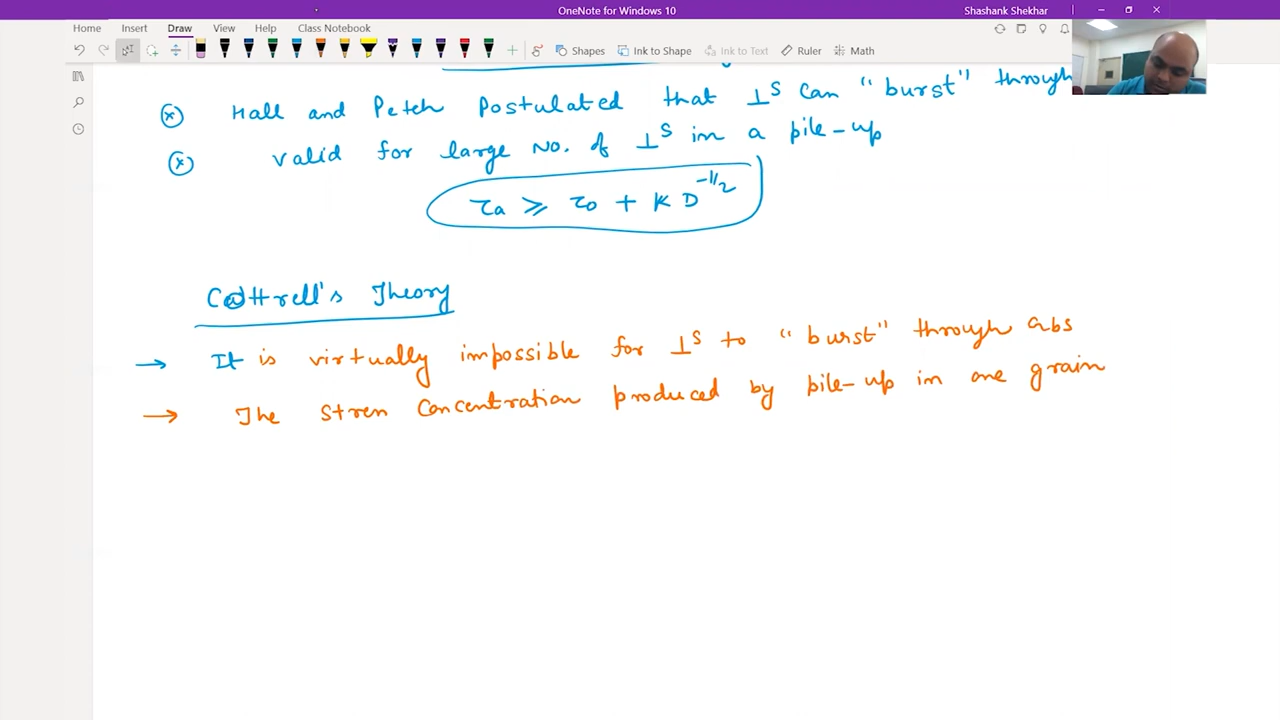 OneNote for Windows 10
Shashank Shekhar
Home Insert Draw View Help Class Notebook
Shapes Ink to Shape Ink to Text Ruler Math
Hall and Petch Postulated that ⊥s can "burst" through
valid for large No. of ⊥s in a pile-up
τa ⩾ τo + K D^-1/2
Cottrell's Theory
→ It is virtually impossible for ⊥s to "burst" through gbs
→ The Stress Concentration produced by pile-up in one grain